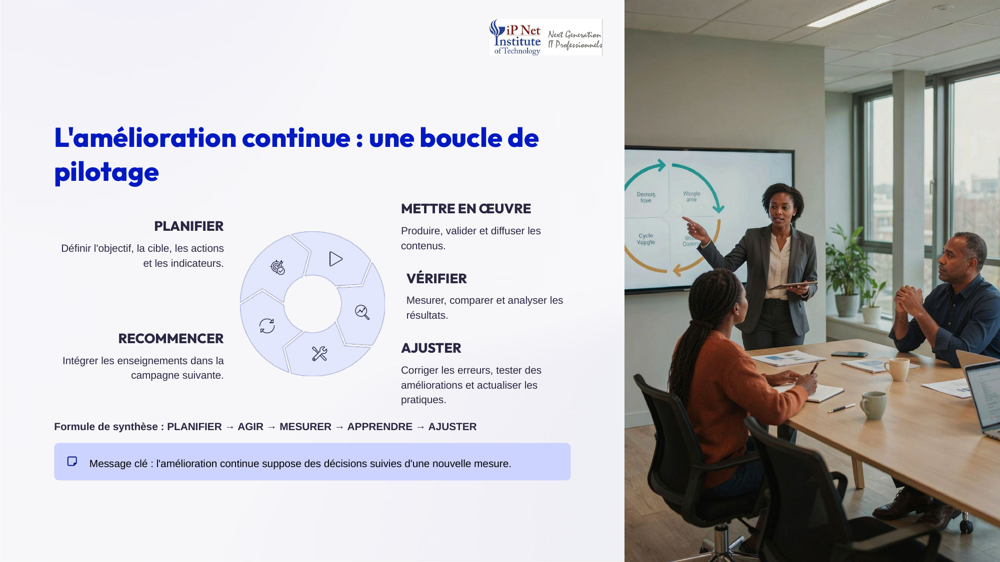 iP Net
Institute
of Technology
Next Generation
IT Professionnels
L'amélioration continue : une boucle de
pilotage
PLANIFIER
Définir l'objectif, la cible, les actions
et les indicateurs.
METTRE EN ŒUVRE
Produire, valider et diffuser les
contenus.
VÉRIFIER
Mesurer, comparer et analyser les
résultats.
RECOMMENCER
Intégrer les enseignements dans la
campagne suivante.
AJUSTER
Corriger les erreurs, tester des
améliorations et actualiser les
pratiques.
Formule de synthèse : PLANIFIER → AGIR → MESURER → APPRENDRE → AJUSTER
Message clé : l'amélioration continue suppose des décisions suivies d'une nouvelle mesure.
Cycle